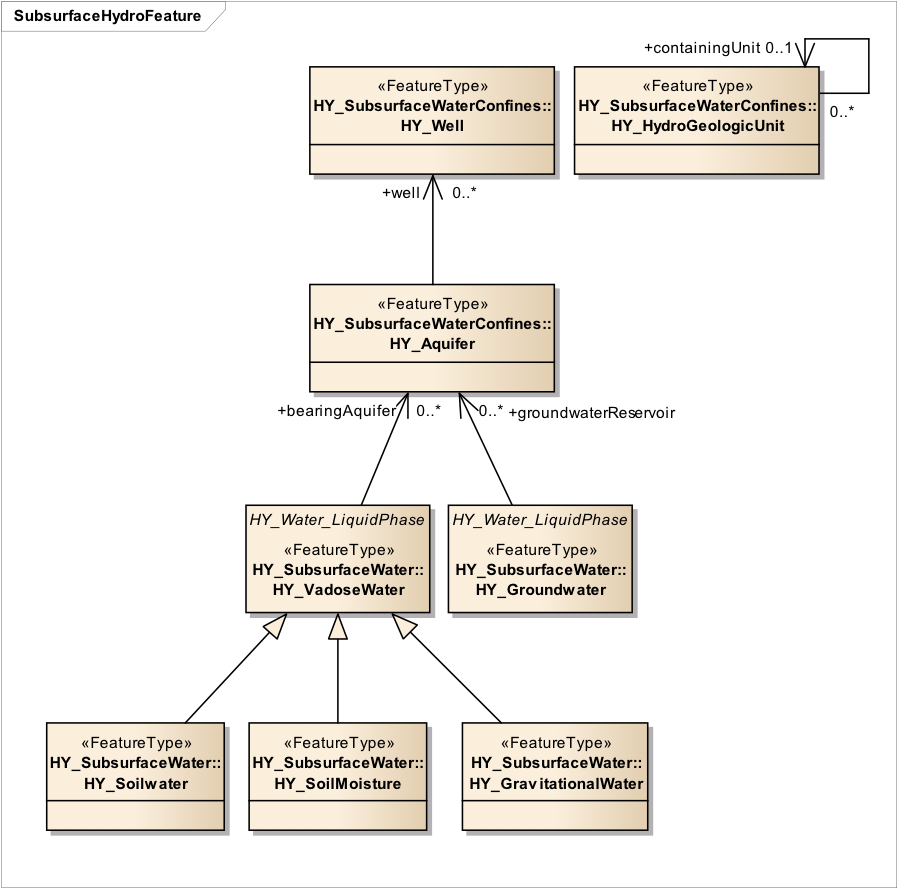 SubsurfaceHydroFeature
+containingUnit 0..1
«FeatureType»
HY_SubsurfaceWaterConfines::
HY_Well
«FeatureType»
HY_SubsurfaceWaterConfines::
HY_HydroGeologicUnit
0..*
+well 0..*
«FeatureType»
HY_SubsurfaceWaterConfines::
HY_Aquifer
+bearingAquifer 0..*
0..* +groundwaterReservoir
HY_Water_LiquidPhase
«FeatureType»
HY_SubsurfaceWater::
HY_VadoseWater
HY_Water_LiquidPhase
«FeatureType»
HY_SubsurfaceWater::
HY_Groundwater
«FeatureType»
HY_SubsurfaceWater::
HY_Soilwater
«FeatureType»
HY_SubsurfaceWater::
HY_SoilMoisture
«FeatureType»
HY_SubsurfaceWater::
HY_GravitationalWater